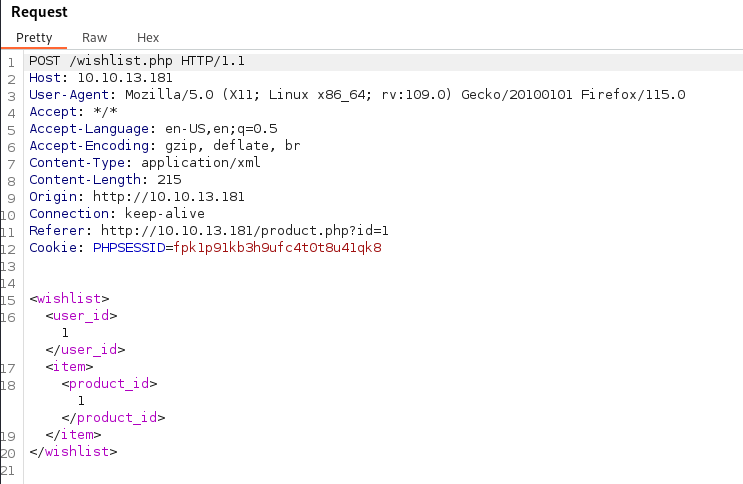 Request
Pretty Raw Hex
1 POST /wishlist.php HTTP/1.1
2 Host: 10.10.13.181
3 User-Agent: Mozilla/5.0 (X11; Linux x86_64; rv:109.0) Gecko/20100101 Firefox/115.0
4 Accept: */*
5 Accept-Language: en-US,en;q=0.5
6 Accept-Encoding: gzip, deflate, br
7 Content-Type: application/xml
8 Content-Length: 215
9 Origin: http://10.10.13.181
10 Connection: keep-alive
11 Referer: http://10.10.13.181/product.php?id=1
12 Cookie: PHPSESSID=fpk1p91kb3h9ufc4t0t8u41qk8
13
14
15 <wishlist>
16 <user_id>
1
</user_id>
17 <item>
18 <product_id>
1
</product_id>
19 </item>
20 </wishlist>
21